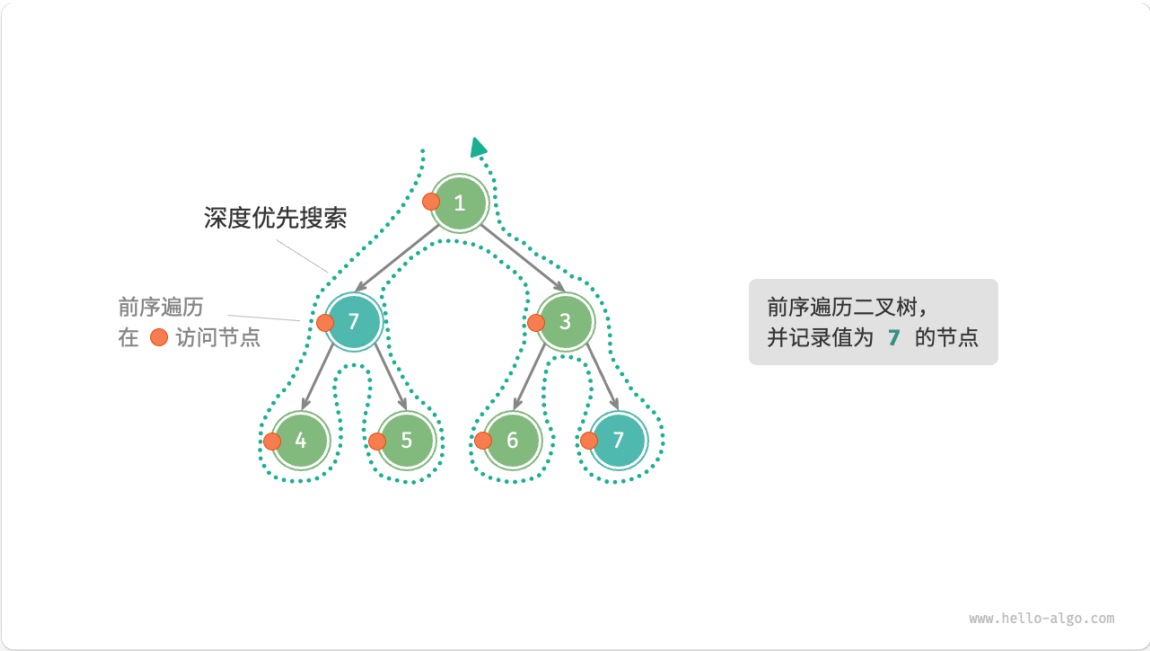 深度优先搜索
前序遍历
在 访问节点
1
7
3
4
5
6
7
前序遍历二叉树，
并记录值为 7 的节点
www.hello-algo.com